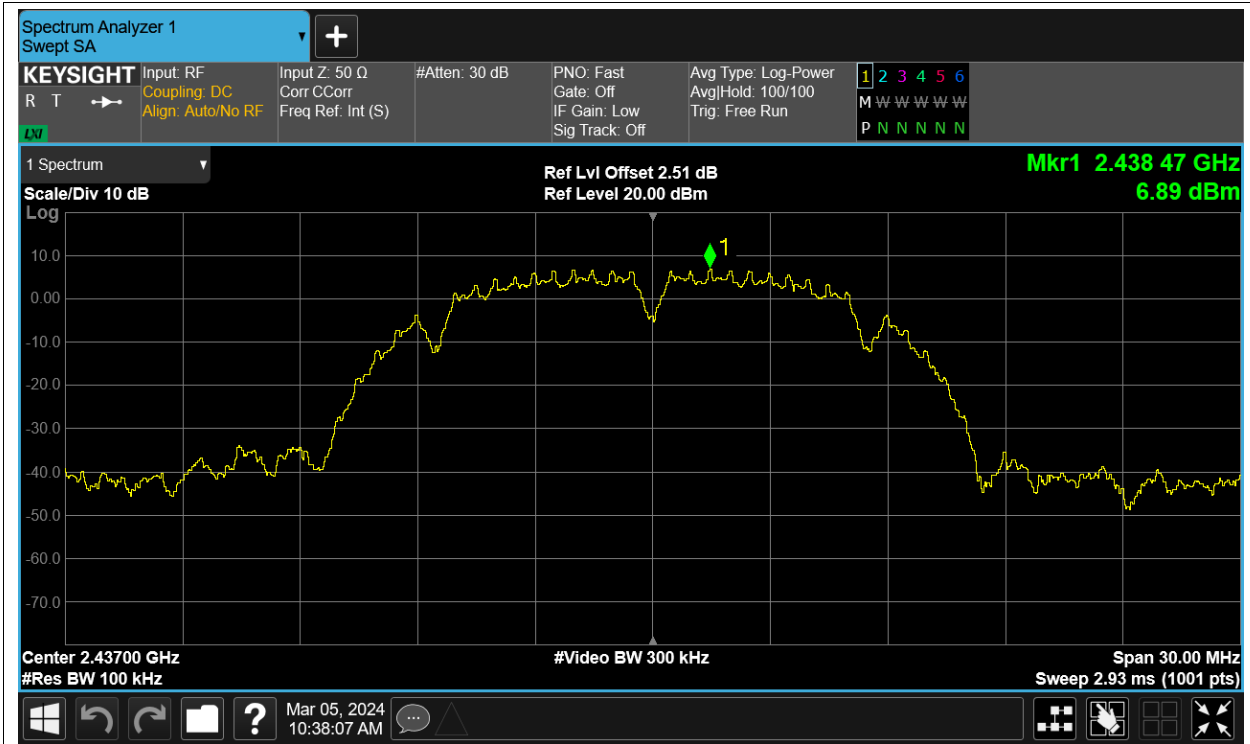 Spectrum Analyzer 1
Swept SA
+
KEYSIGHT
R T
LXI
Input: RF
Coupling: DC
Align: Auto/No RF
Input Z: 50 Ω
Corr CCorr
Freq Ref: Int (S)
#Atten: 30 dB
PNO: Fast
Gate: Off
IF Gain: Low
Sig Track: Off
Avg Type: Log-Power
Avg|Hold: 100/100
Trig: Free Run
1 2 3 4 5 6
M W W W W W
P N N N N N
1 Spectrum
Scale/Div 10 dB
Log
Ref Lvl Offset 2.51 dB
Ref Level 20.00 dBm
Mkr1 2.438 47 GHz
6.89 dBm
1
10.0
0.00
-10.0
-20.0
-30.0
-40.0
-50.0
-60.0
-70.0
Center 2.43700 GHz
#Res BW 100 kHz
#Video BW 300 kHz
Span 30.00 MHz
Sweep 2.93 ms (1001 pts)
?
Mar 05, 2024
10:38:07 AM